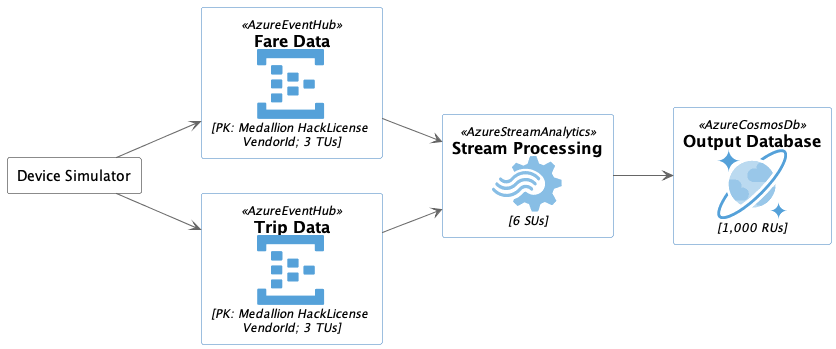 Device Simulator
«AzureEventHub»
Fare Data
[PK: Medallion HackLicense
VendorId; 3 TUs]
«AzureEventHub»
Trip Data
[PK: Medallion HackLicense
VendorId; 3 TUs]
«AzureStreamAnalytics»
Stream Processing
[6 SUs]
«AzureCosmosDb»
Output Database
[1,000 RUs]